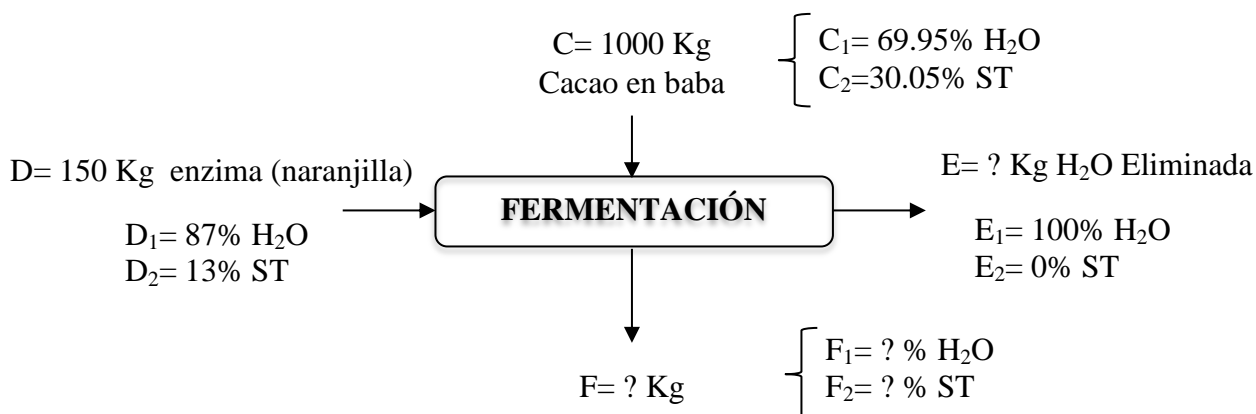 C= 1000 Kg
Cacao en baba
C₁= 69.95% H₂O
C₂=30.05% ST
D= 150 Kg enzima (naranjilla)
D₁= 87% H₂O
D₂= 13% ST
FERMENTACIÓN
E= ? Kg H₂O Eliminada
E₁= 100% H₂O
E₂= 0% ST
F= ? Kg
F₁= ? % H₂O
F₂= ? % ST